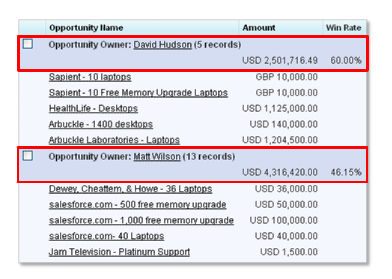 Opportunity Name Amount Win Rate
Opportunity Owner: David Hudson (5 records)
USD 2,501,716.49 60.00%
Sapient - 10 laptops GBP 10,000.00
Sapient - 10 Free Memory Upgrade Laptops GBP 10,000.00
HealthLife - Desktops USD 1,125,000.00
Arbuckle - 1400 desktops USD 140,000.00
Arbuckle Laboratories - Laptops USD 1,204,500.00
Opportunity Owner: Matt Wilson (13 records)
USD 4,316,420.00 46.15%
Dewey, Cheattem, & Howe - 36 Laptops USD 36,000.00
salesforce.com - 500 free memory upgrade USD 50,000.00
salesforce.com - 1,000 free memory upgrade USD 100,000.00
salesforce.com- 40 Laptops USD 40,000.00
Jam Television - Platinum Support USD 1,500.00